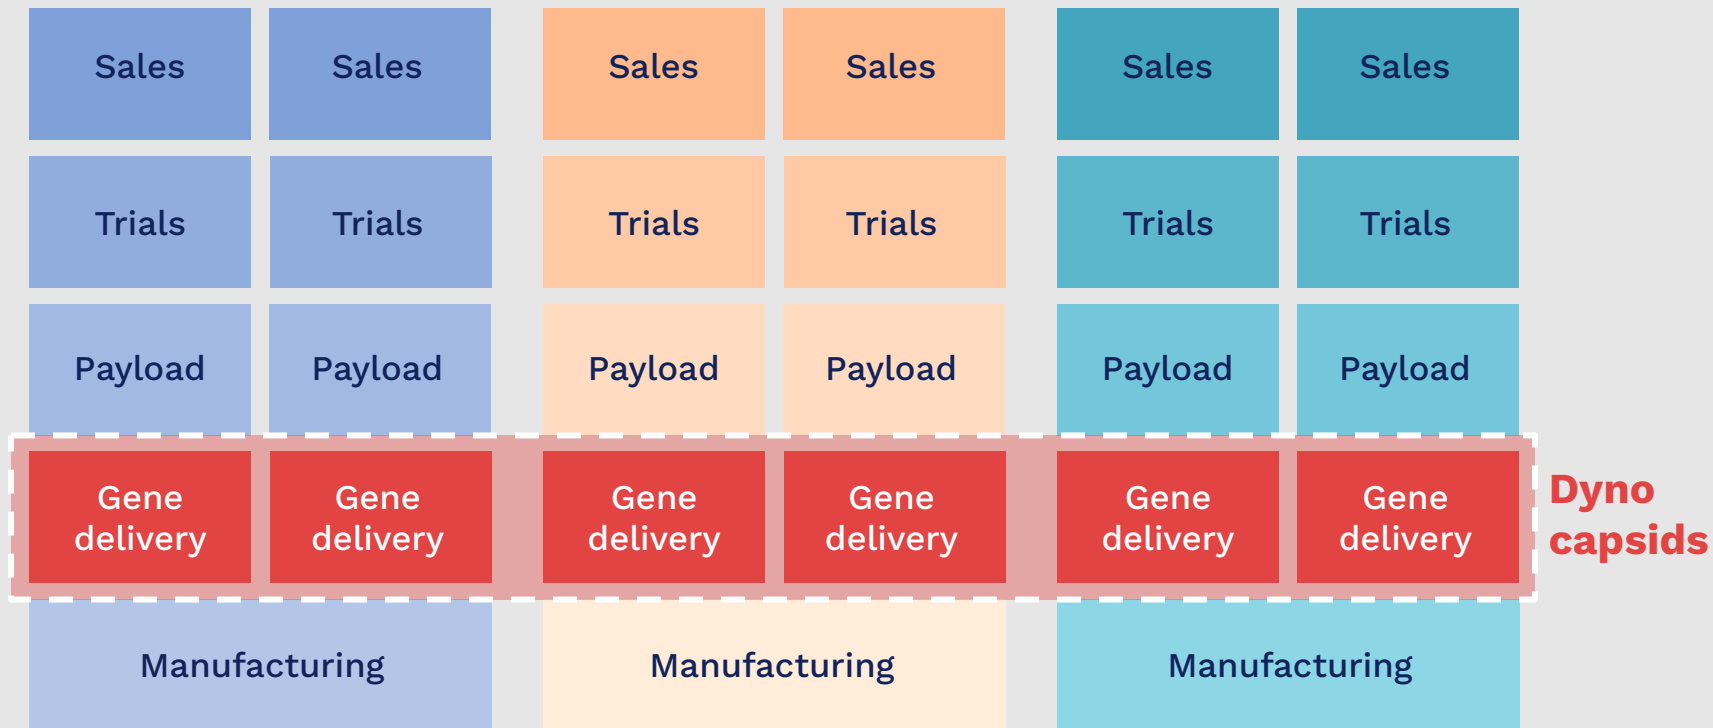 Sales Sales Sales Sales Sales Sales
Trials Trials Trials Trials Trials Trials
Payload Payload Payload Payload Payload Payload
Gene Gene Gene Gene Gene Gene Dyno
delivery delivery delivery delivery delivery delivery capsids
Manufacturing Manufacturing Manufacturing